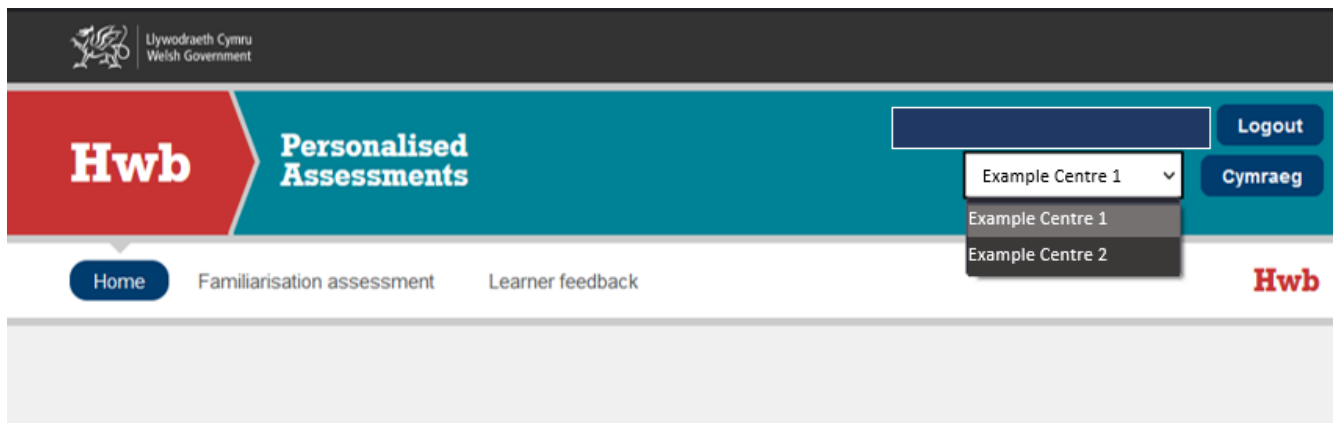 Llywodraeth Cymru
Welsh Government
Hwb
Personalised
Assessments
Logout
Example Centre 1
Cymraeg
Example Centre 1
Example Centre 2
Home
Familiarisation assessment
Learner feedback
Hwb